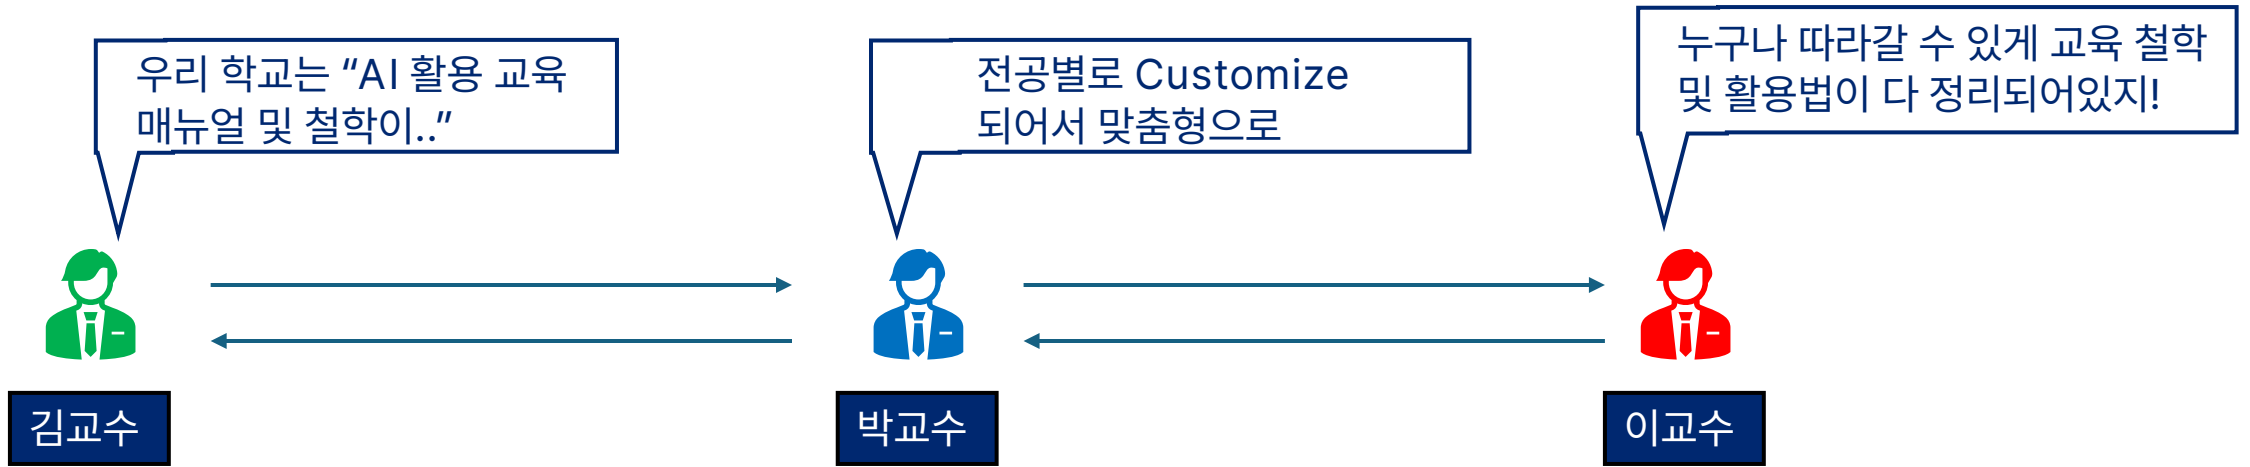 우리 학교는 “AI 활용 교육
매뉴얼 및 철학이..”
전공별로 Customize
되어서 맞춤형으로
누구나 따라갈 수 있게 교육 철학
및 활용법이 다 정리되어있지!
김교수
박교수
이교수